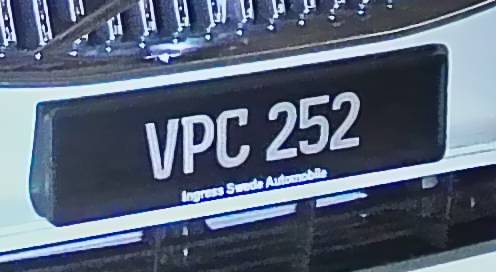 VPC 252
Ingress Swede Automobile